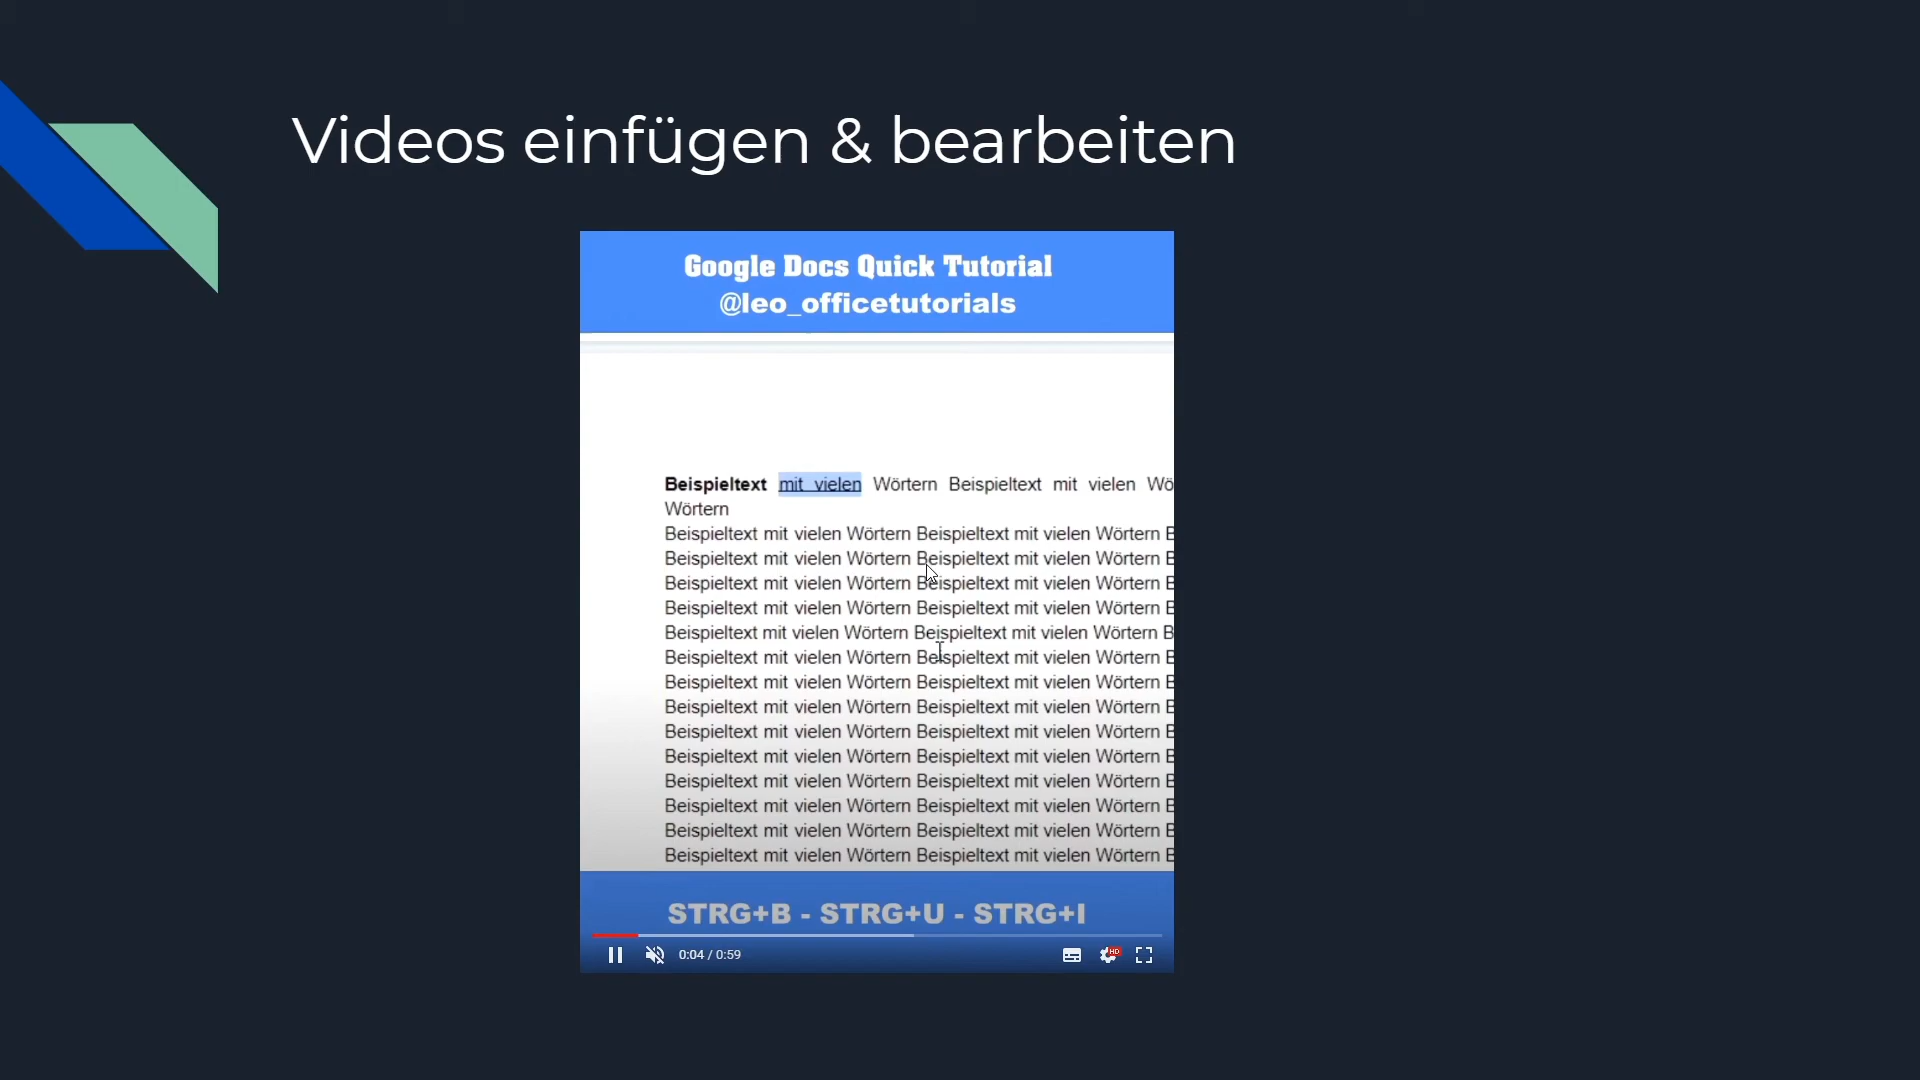 Videos einfügen & bearbeiten
Google Docs Quick Tutorial
@leo_officetutorials
Beispieltext mit vielen Wörtern Beispieltext mit vielen Wö
Wörtern
Beispieltext mit vielen Wörtern Beispieltext mit vielen Wörtern B
Beispieltext mit vielen Wörtern Beispieltext mit vielen Wörtern B
Beispieltext mit vielen Wörtern Beispieltext mit vielen Wörtern B
Beispieltext mit vielen Wörtern Beispieltext mit vielen Wörtern B
Beispieltext mit vielen Wörtern Beispieltext mit vielen Wörtern B
Beispieltext mit vielen Wörtern Beispieltext mit vielen Wörtern B
Beispieltext mit vielen Wörtern Beispieltext mit vielen Wörtern B
Beispieltext mit vielen Wörtern Beispieltext mit vielen Wörtern B
Beispieltext mit vielen Wörtern Beispieltext mit vielen Wörtern B
Beispieltext mit vielen Wörtern Beispieltext mit vielen Wörtern B
Beispieltext mit vielen Wörtern Beispieltext mit vielen Wörtern B
Beispieltext mit vielen Wörtern Beispieltext mit vielen Wörtern B
Beispieltext mit vielen Wörtern Beispieltext mit vielen Wörtern B
Beispieltext mit vielen Wörtern Beispieltext mit vielen Wörtern B
STRG+B - STRG+U - STRG+I
0:04 / 0:59
HD